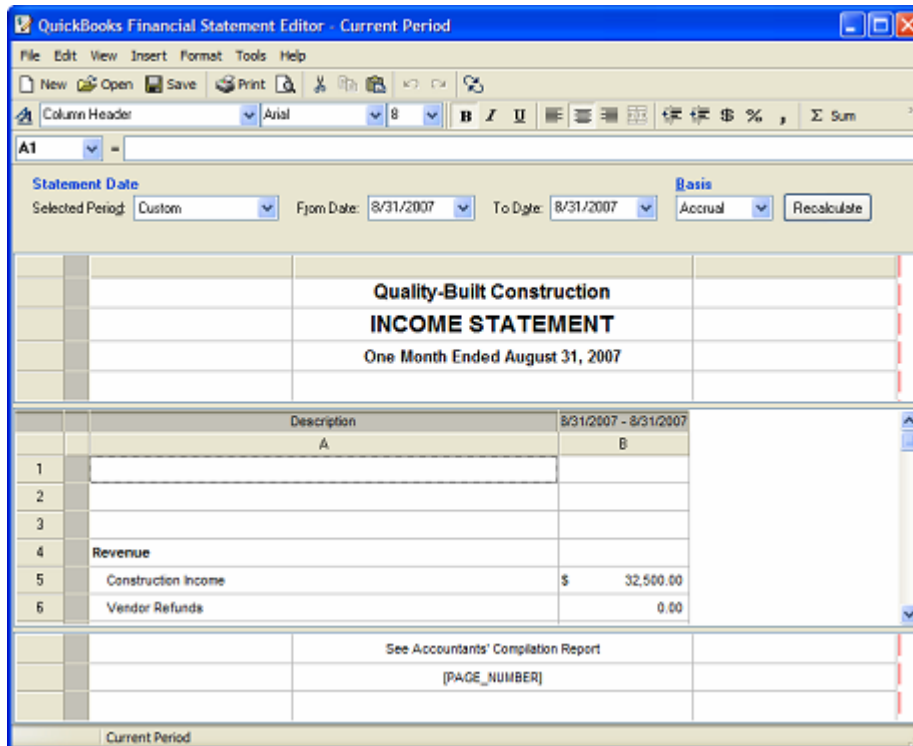 QuickBooks Financial Statement Editor - Current Period
File Edit View Insert Format Tools Help
New Open Save Print
Column Header Arial 8 B I U $ % , Σ Sum
A1 =
Statement Date Basis
Selected Period: Custom From Date: 8/31/2007 To Date: 8/31/2007 Accrual Recalculate
Quality-Built Construction
INCOME STATEMENT
One Month Ended August 31, 2007
Description 8/31/2007 - 8/31/2007
A B
1
2
3
4 Revenue
5 Construction Income $ 32,500.00
6 Vendor Refunds 0.00
See Accountants' Compilation Report
[PAGE_NUMBER]
Current Period